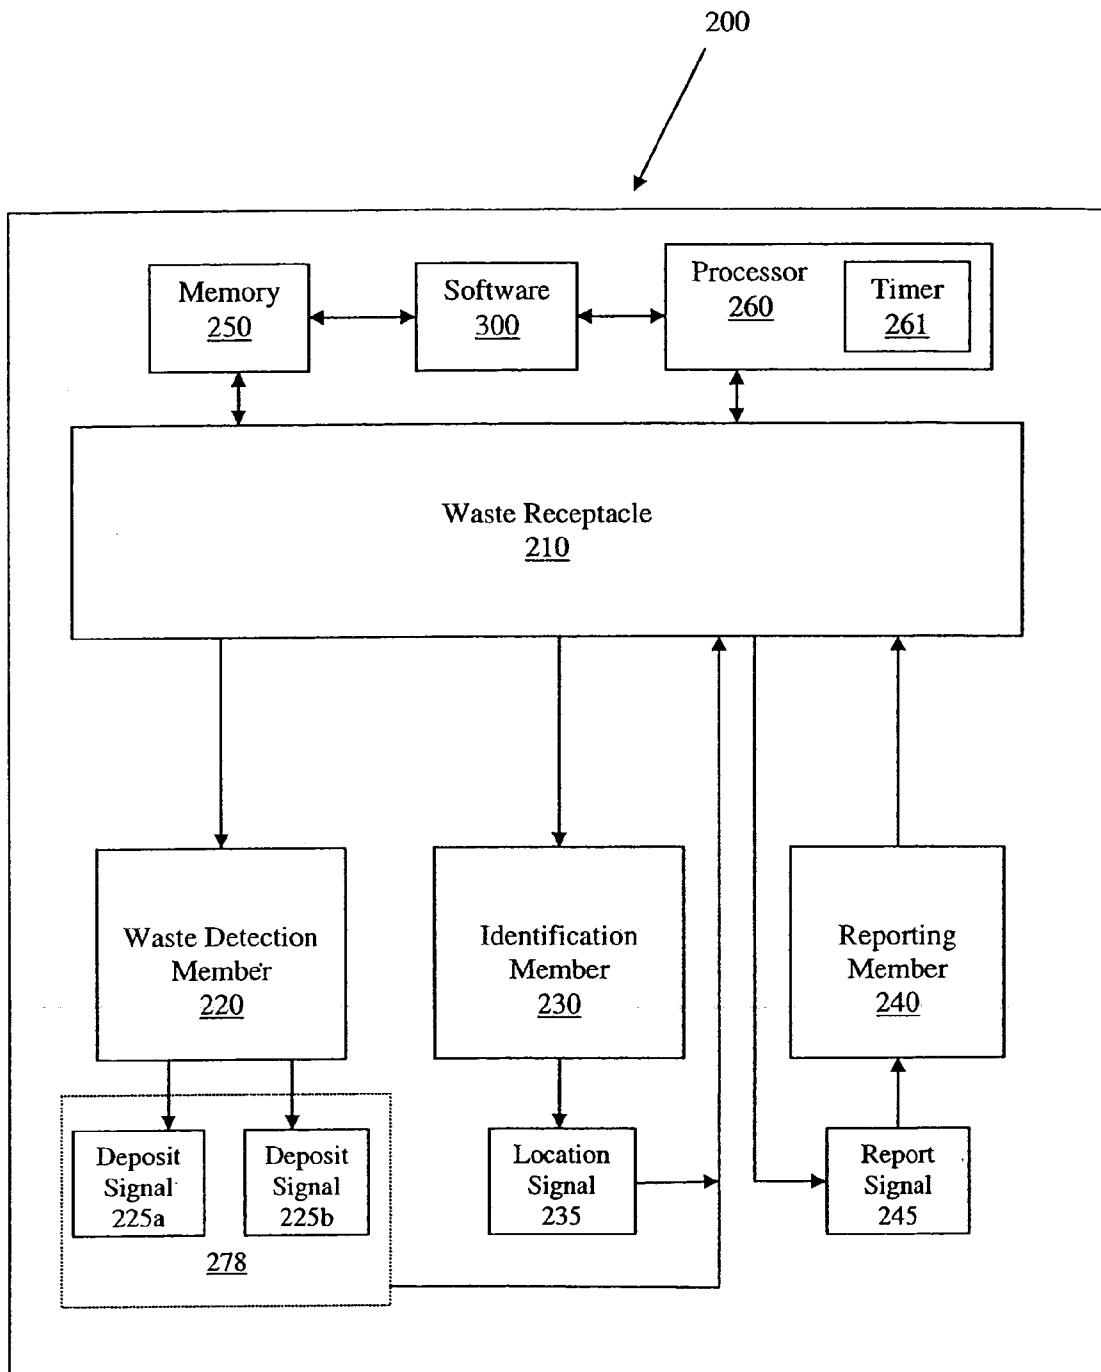 200
Memory
250
Software
300
Processor
260
Timer
261
Waste Receptacle
210
Waste Detection
Member
220
Identification
Member
230
Reporting
Member
240
Deposit
Signal
225a
Deposit
Signal
225b
278
Location
Signal
235
Report
Signal
245